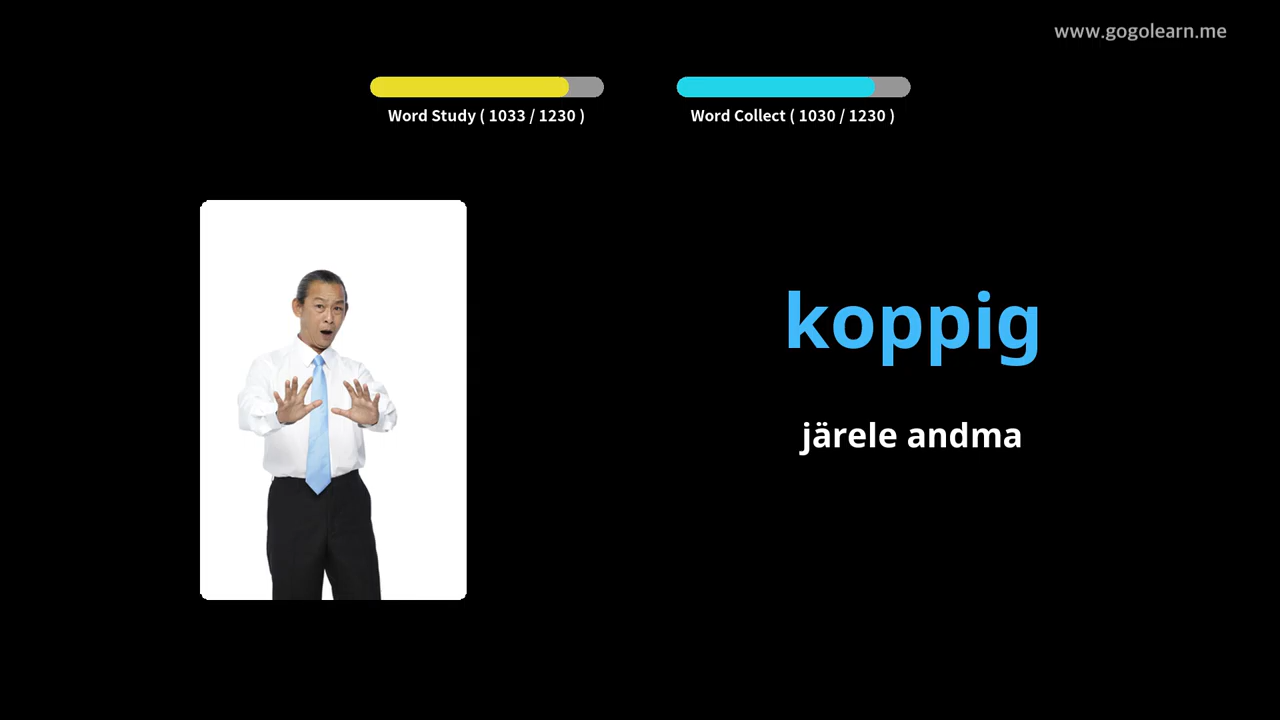 www.gogolearn.me
Word Study ( 1033 / 1230 )
Word Collect ( 1030 / 1230 )
koppig
järele andma